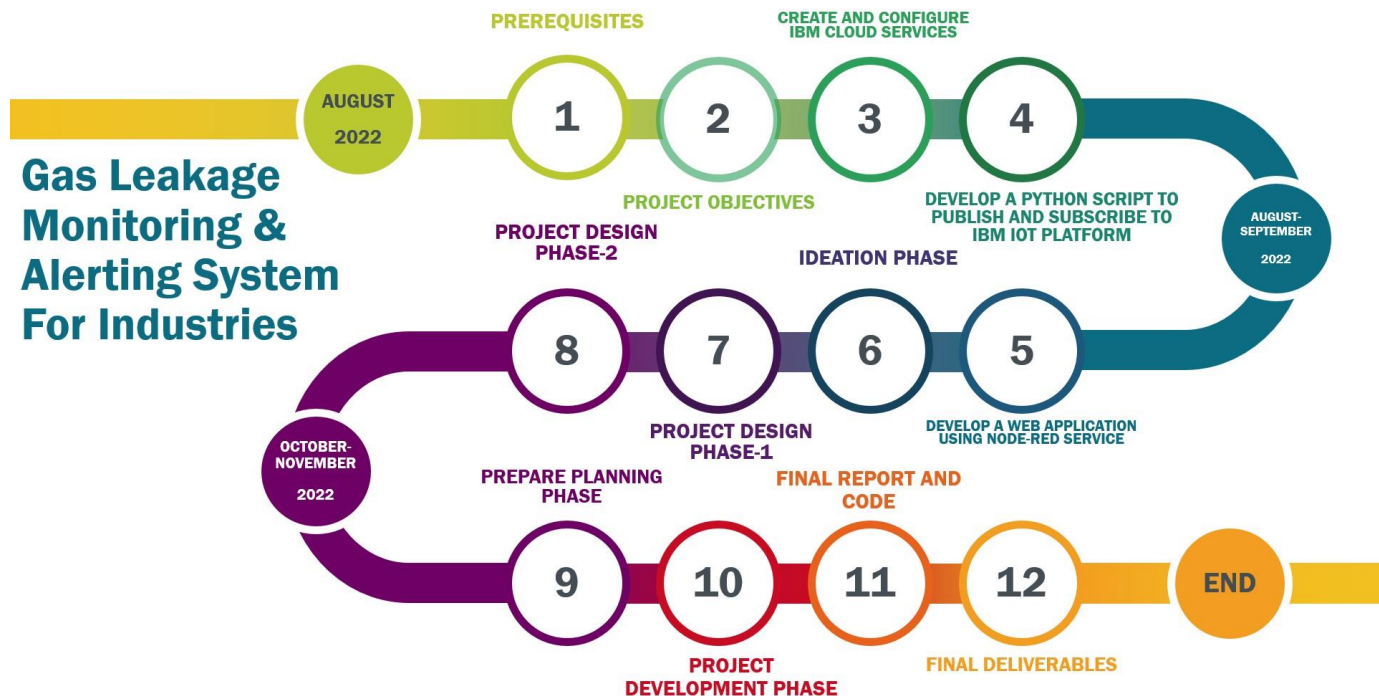 PREREQUISITES
CREATE AND CONFIGURE
IBM CLOUD SERVICES
AUGUST
2022
1
2
3
4
Gas Leakage
Monitoring &
Alerting System
For Industries
PROJECT OBJECTIVES
DEVELOP A PYTHON SCRIPT TO
PUBLISH AND SUBSCRIBE TO
IBM IOT PLATFORM
AUGUST-
SEPTEMBER
2022
PROJECT DESIGN
PHASE-2
IDEATION PHASE
8
7
6
5
PROJECT DESIGN
PHASE-1
DEVELOP A WEB APPLICATION
USING NODE-RED SERVICE
OCTOBER-
NOVEMBER
2022
PREPARE PLANNING
PHASE
FINAL REPORT AND
CODE
9
10
11
12
END
PROJECT
DEVELOPMENT PHASE
FINAL DELIVERABLES